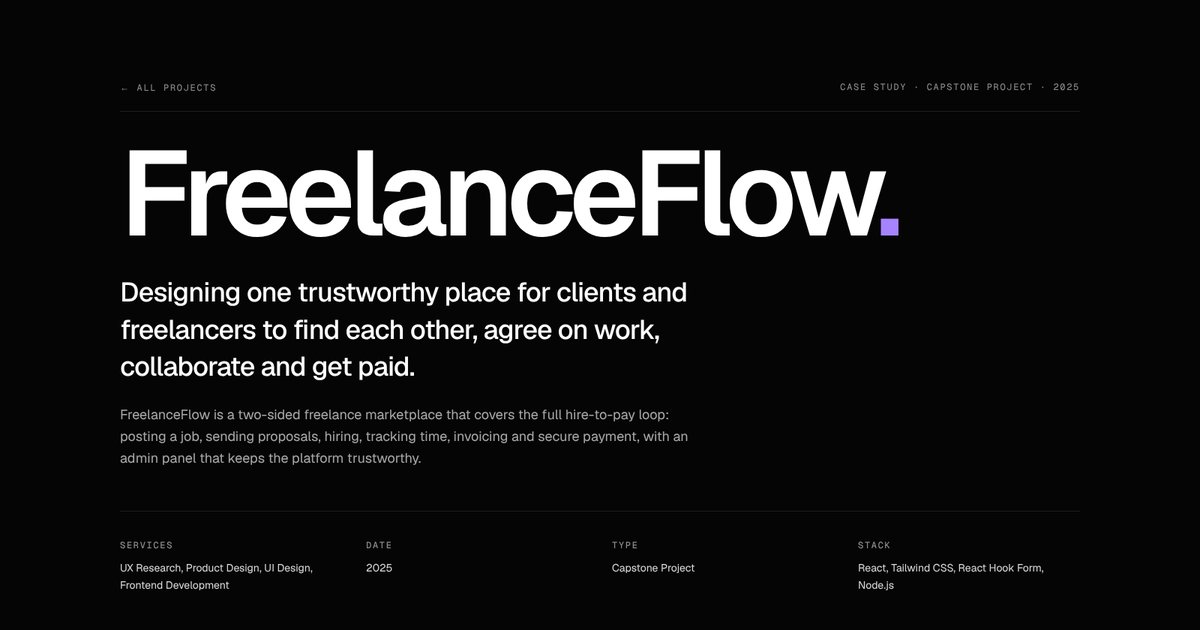 ← ALL PROJECTS
CASE STUDY · CAPSTONE PROJECT · 2025
FreelanceFlow.
Designing one trustworthy place for clients and
freelancers to find each other, agree on work,
collaborate and get paid.
FreelanceFlow is a two-sided freelance marketplace that covers the full hire-to-pay loop:
posting a job, sending proposals, hiring, tracking time, invoicing and secure payment, with an
admin panel that keeps the platform trustworthy.
SERVICES
UX Research, Product Design, UI Design,
Frontend Development
DATE
2025
TYPE
Capstone Project
STACK
React, Tailwind CSS, React Hook Form,
Node.js